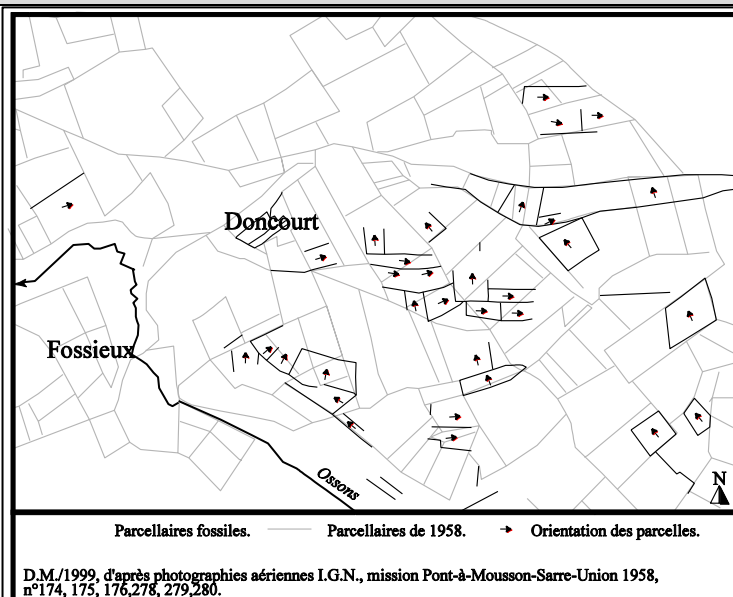 Doncourt
Fossieux
Ossons
N
Parcellaires fossiles. Parcellaires de 1958. Orientation des parcelles.
D.M./1999, d'après photographies aériennes I.G.N., mission Pont-à-Mousson-Sarre-Union 1958,
n°174, 175, 176,278, 279,280.